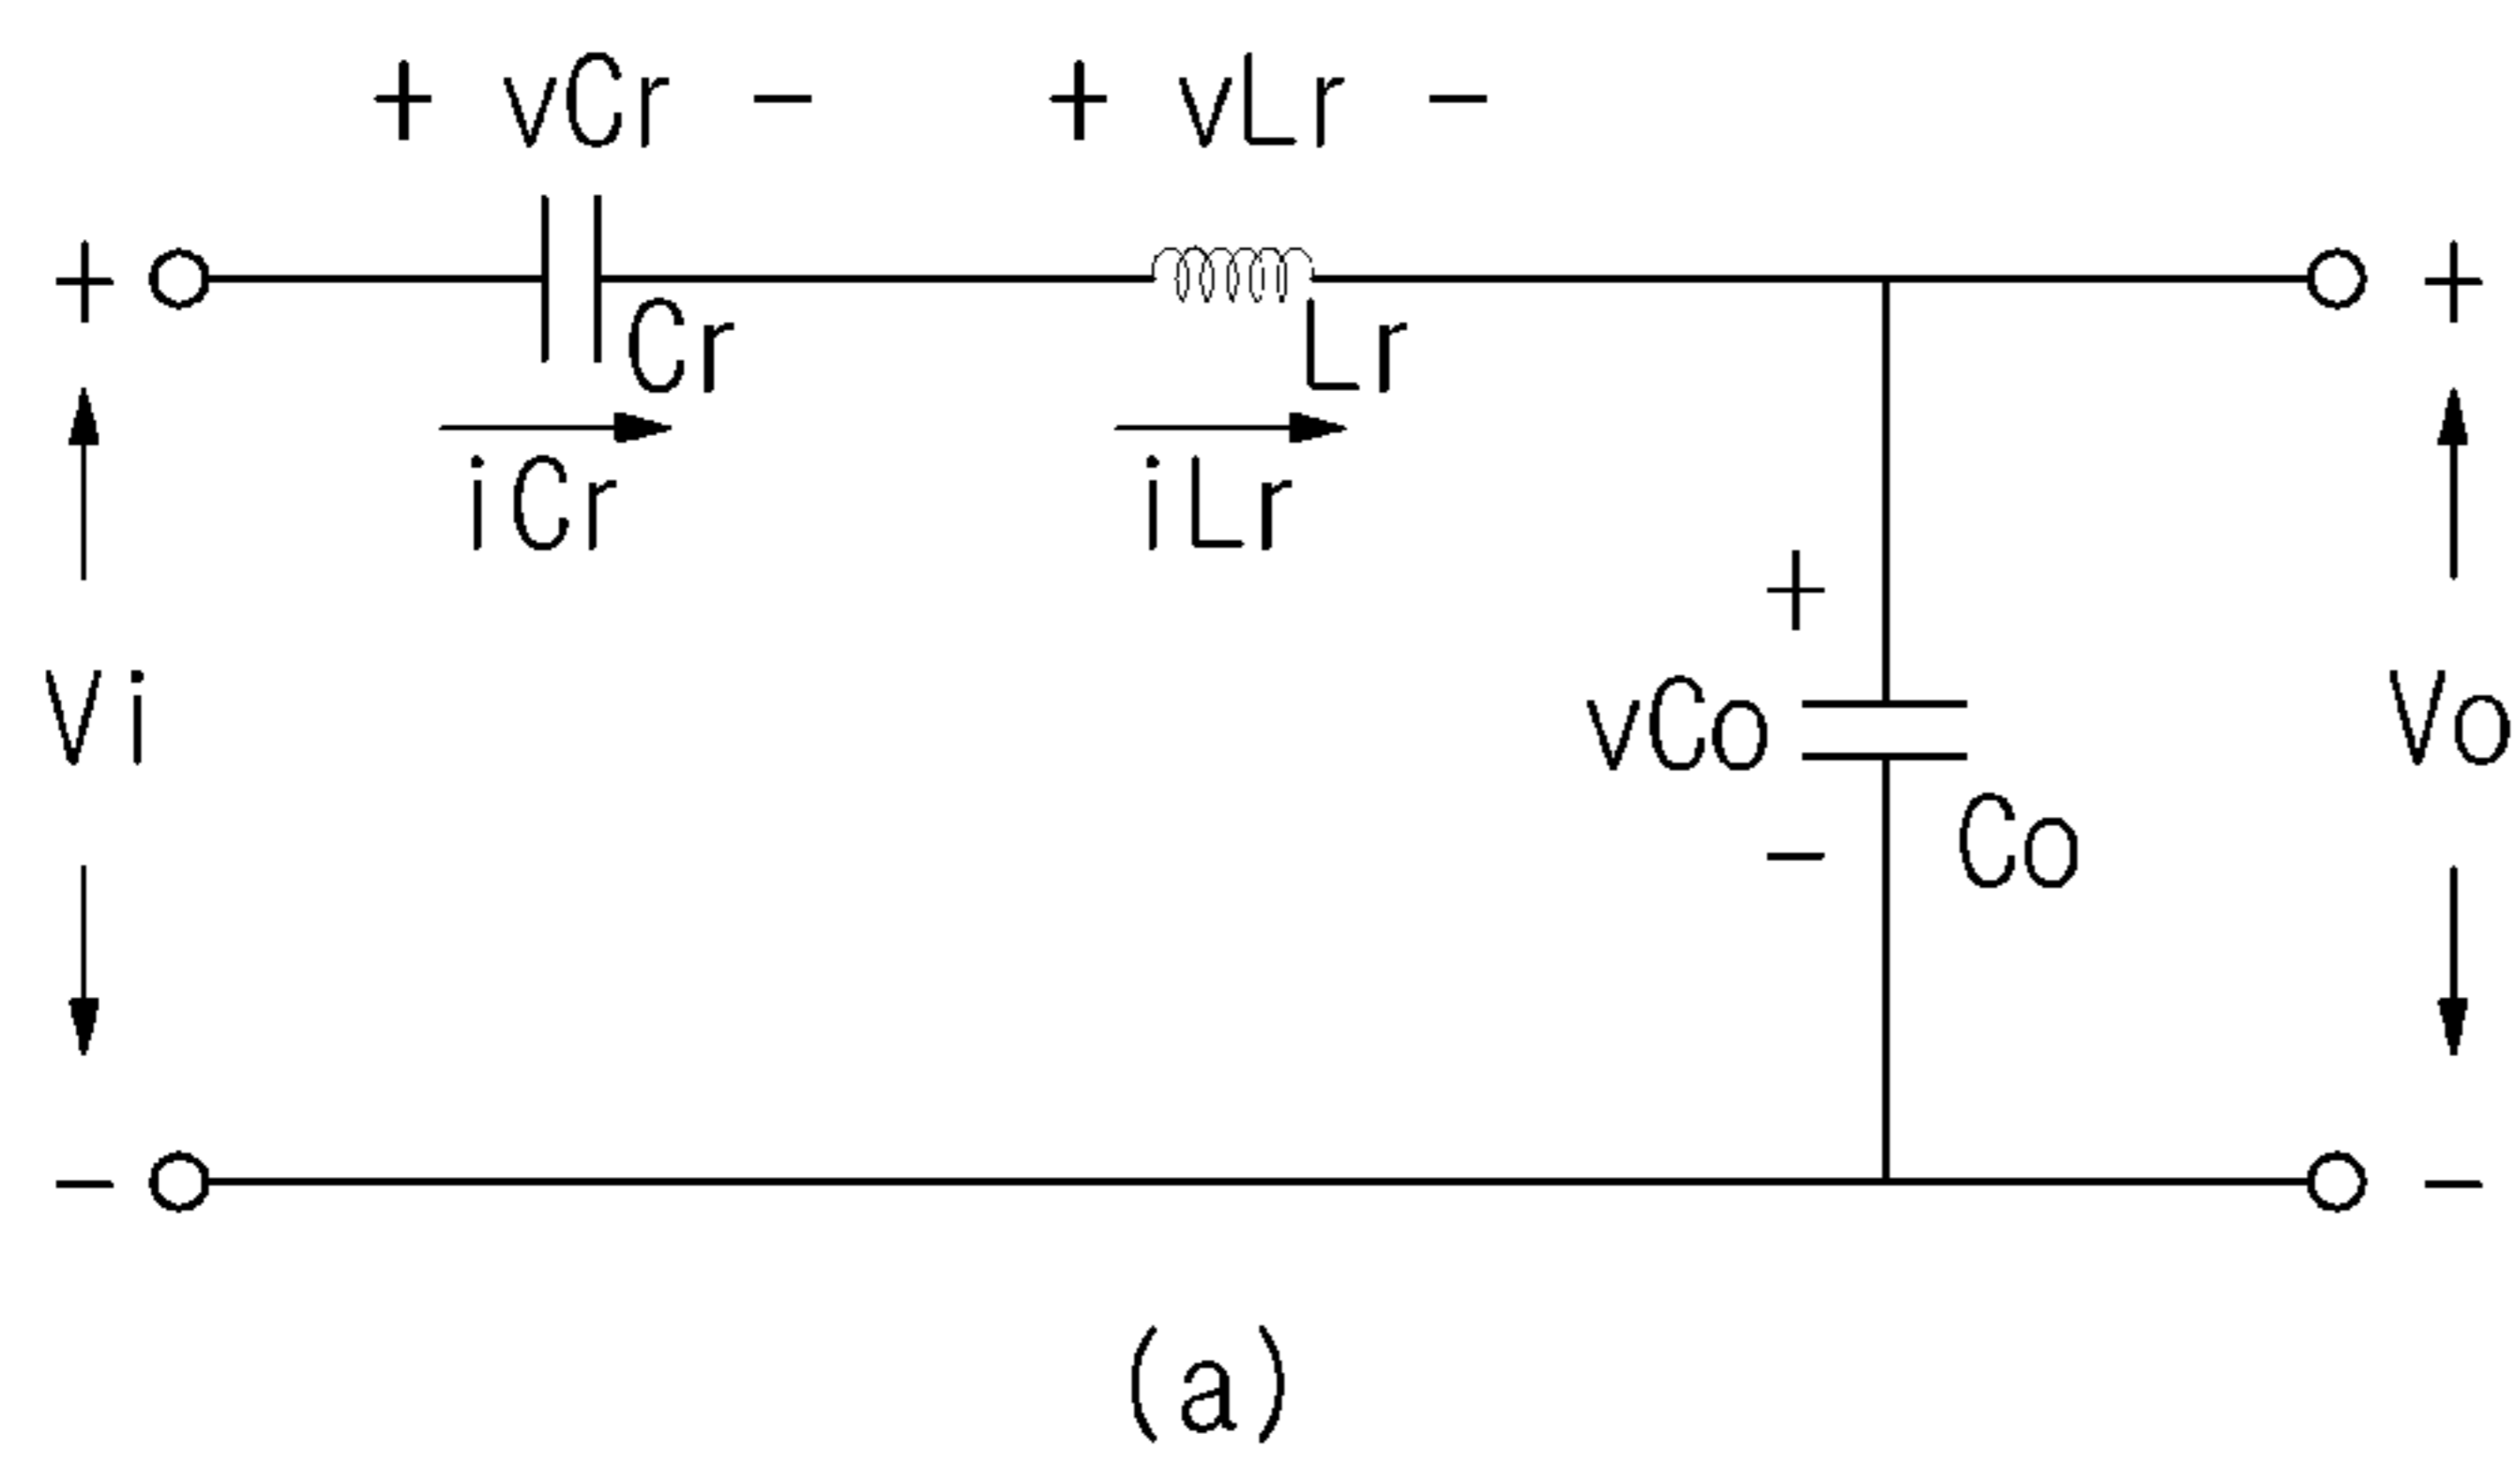 + vCr − + vLr −
+ +
Cr Lr
iCr iLr
+
Vi vCo Vo
− Co
− −
(a)